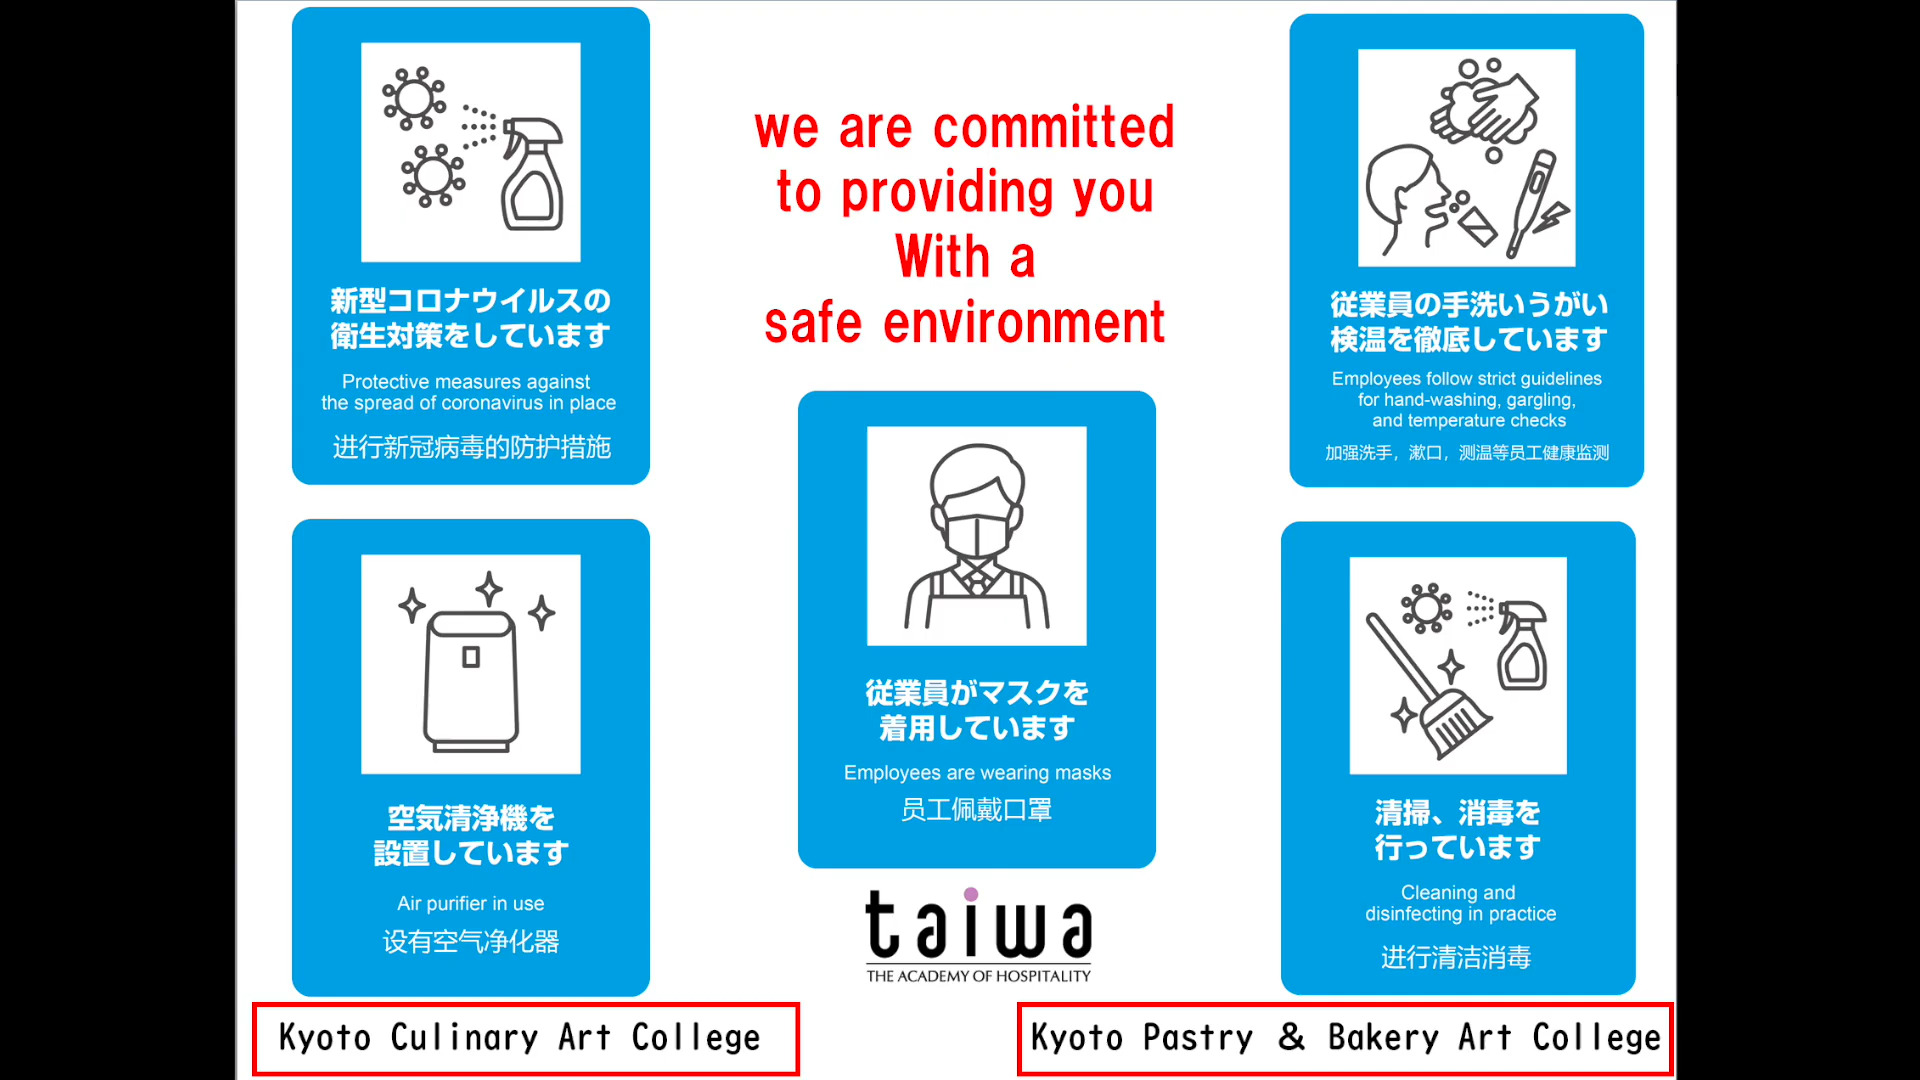 新型コロナウイルスの
衛生対策をしています
Protective measures against
the spread of coronavirus in place
进行新冠病毒的防护措施
we are committed
to providing you
With a
safe environment
従業員の手洗いうがい
検温を徹底しています
Employees follow strict guidelines
for hand-washing, gargling,
and temperature checks
加强洗手，漱口，测温等员工健康监测
空気清浄機を
設置しています
Air purifier in use
设有空气净化器
従業員がマスクを
着用しています
Employees are wearing masks
员工佩戴口罩
清掃、消毒を
行っています
Cleaning and
disinfecting in practice
进行清洁消毒
taiwa
THE ACADEMY OF HOSPITALITY
Kyoto Culinary Art College
Kyoto Pastry & Bakery Art College